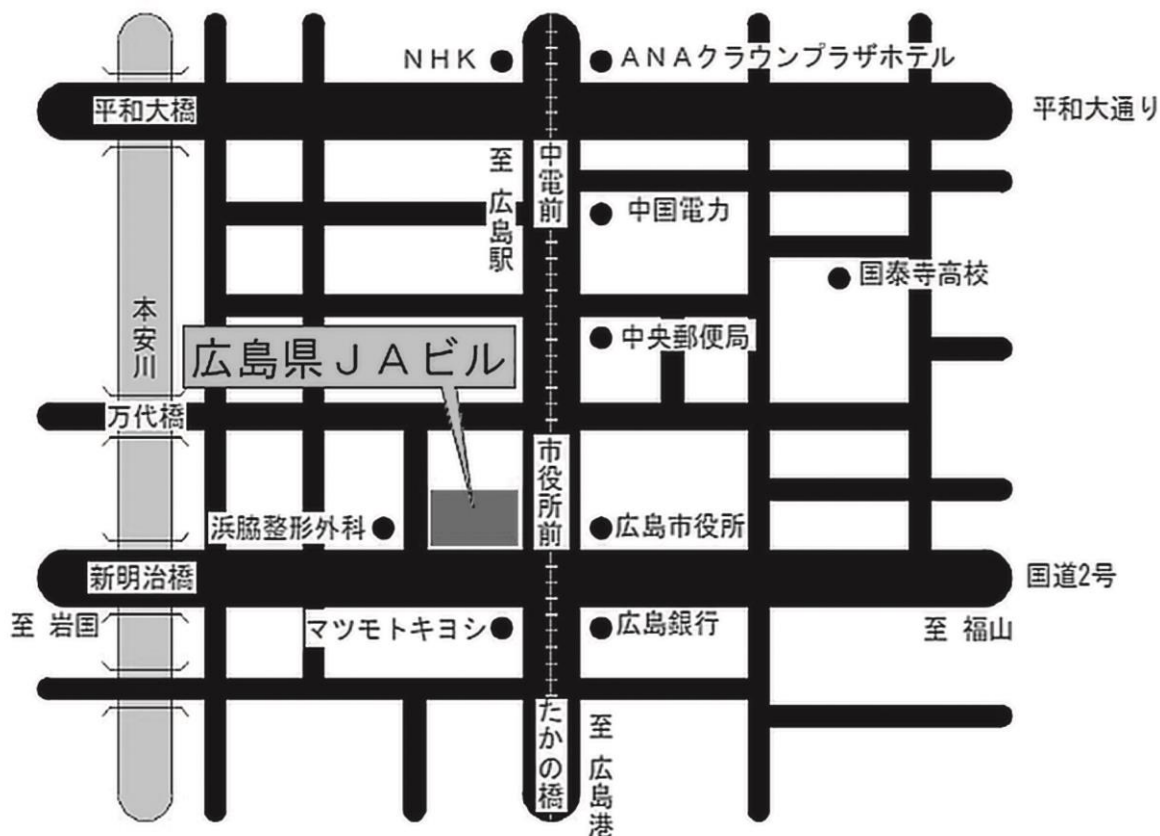 NHK
ANAクラウンプラザホテル
平和大橋
平和大通り
至 広島駅
中電前
中国電力
国泰寺高校
本安川
中央郵便局
広島県JAビル
万代橋
市役所前
浜脇整形外科
広島市役所
新明治橋
国道2号
至 岩国
マツモトキヨシ
広島銀行
至 福山
たかの橋
至 広島港